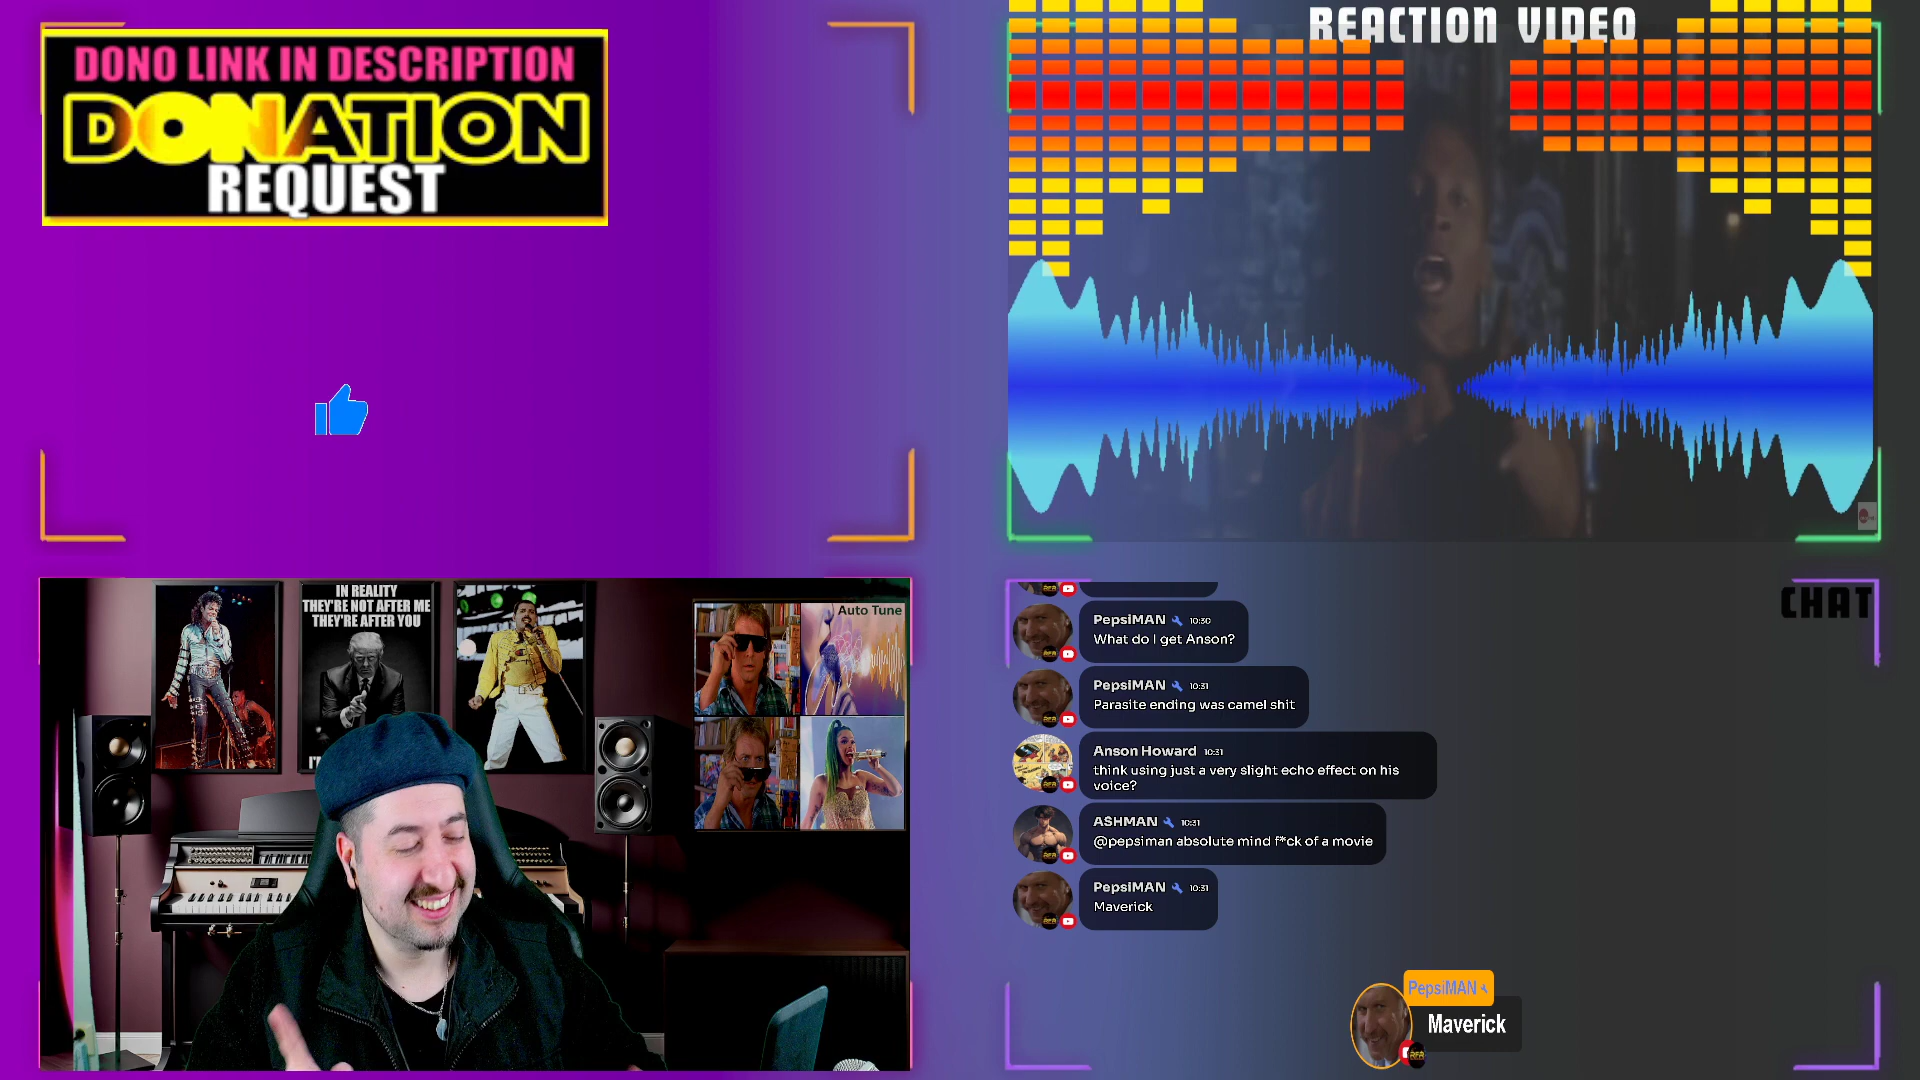 DONO LINK IN DESCRIPTION
DONATION
REQUEST
REACTION VIDEO
IN REALITY
THEY'RE NOT AFTER ME
THEY'RE AFTER YOU
Auto Tune
CHAT
PepsiMAN 10:30
What do I get Anson?
PepsiMAN 10:31
Parasite ending was camel shit
Anson Howard 10:31
think using just a very slight echo effect on his
voice?
ASHMAN 10:31
@pepsiman absolute mind f*ck of a movie
PepsiMAN 10:31
Maverick
PepsiMAN
Maverick